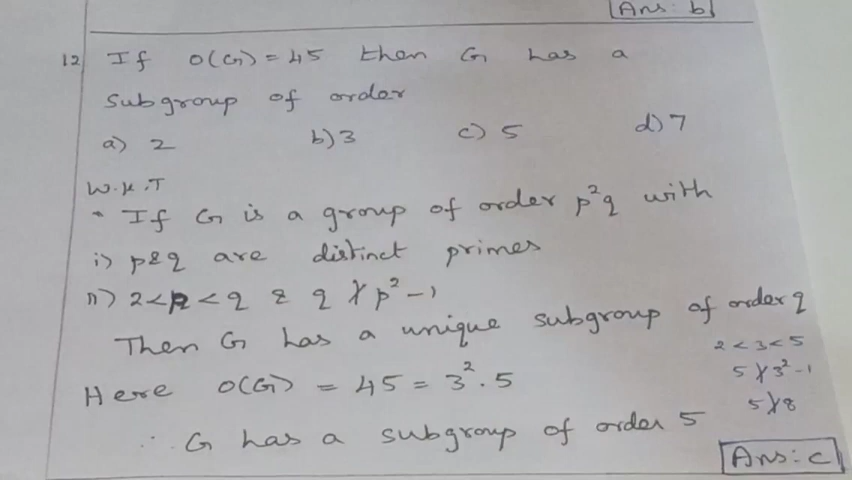 Ans: b
12 If O(G) = 45 then G has a
subgroup of order
a) 2 b) 3 c) 5 d) 7
W.K.T
• If G is a group of order p²q with
i) p & q are distinct primes
ii) 2 < p < q & q ∤ p² - 1
Then G has a unique subgroup of order q
2 < 3 < 5
Here O(G) = 45 = 3² . 5
5 ∤ 3² - 1
5 ∤ 8
∴ G has a subgroup of order 5
Ans: c